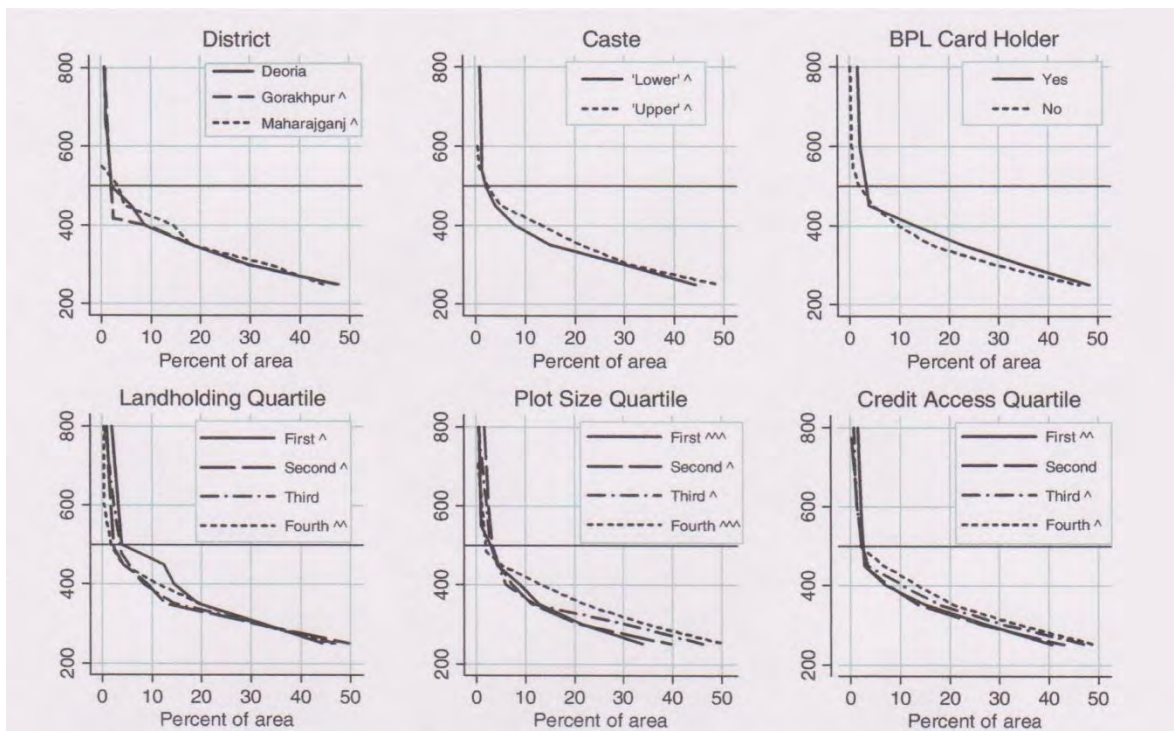 District
Deoria
Gorakhpur ^
Maharajganj ^
200 400 600 800
0 10 20 30 40 50
Percent of area
Caste
'Lower' ^
'Upper' ^
200 400 600 800
0 10 20 30 40 50
Percent of area
BPL Card Holder
Yes
No
200 400 600 800
0 10 20 30 40 50
Percent of area
Landholding Quartile
First ^
Second ^
Third
Fourth ^^
200 400 600 800
0 10 20 30 40 50
Percent of area
Plot Size Quartile
First ^^^
Second ^
Third ^
Fourth ^^^
200 400 600 800
0 10 20 30 40 50
Percent of area
Credit Access Quartile
First ^^
Second
Third ^
Fourth ^
200 400 600 800
0 10 20 30 40 50
Percent of area